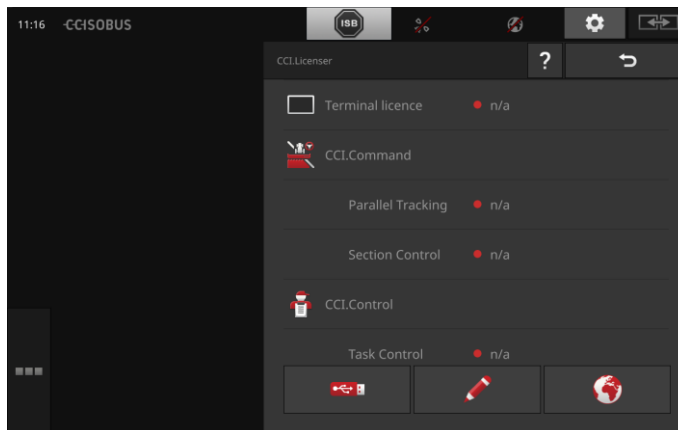 11:16 CCISOBUS
ISB
CCI.Licenser
?
Terminal licence n/a
CCI.Command
Parallel Tracking n/a
Section Control n/a
CCI.Control
Task Control n/a